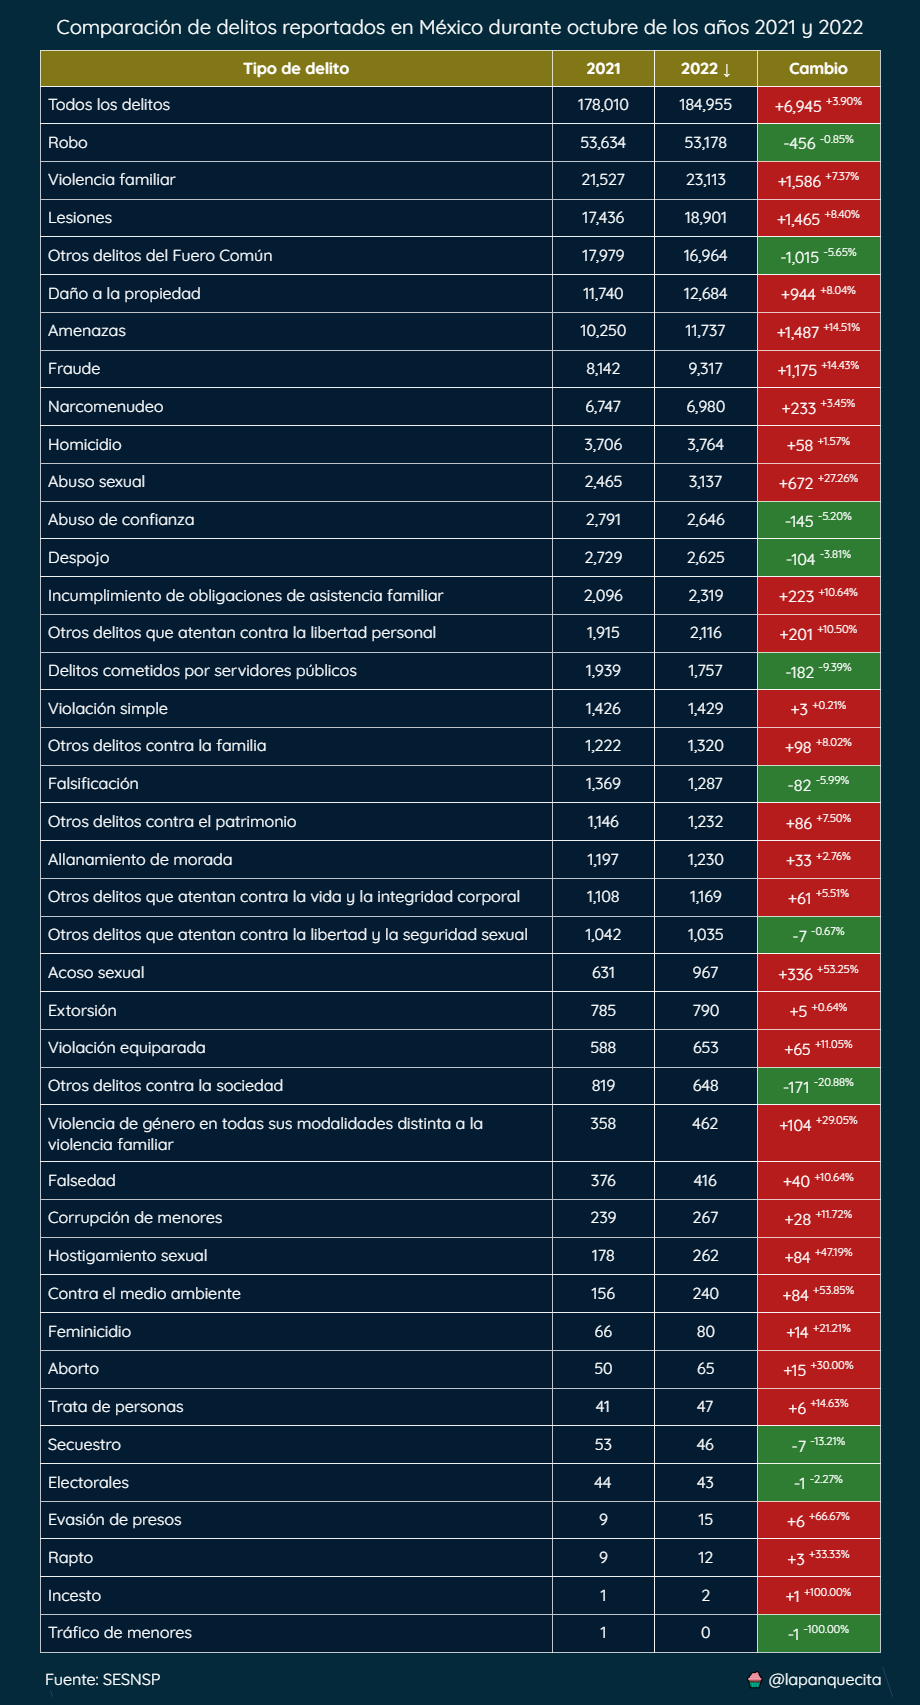 Comparación de delitos reportados en México durante octubre de los años 2021 y 2022
Tipo de delito 2021 2022 ↓ Cambio
Todos los delitos 178,010 184,955 +6,945 +3.90%
Robo 53,634 53,178 -456 -0.85%
Violencia familiar 21,527 23,113 +1,586 +7.37%
Lesiones 17,436 18,901 +1,465 +8.40%
Otros delitos del Fuero Común 17,979 16,964 -1,015 -5.65%
Daño a la propiedad 11,740 12,684 +944 +8.04%
Amenazas 10,250 11,737 +1,487 +14.51%
Fraude 8,142 9,317 +1,175 +14.43%
Narcomenudeo 6,747 6,980 +233 +3.45%
Homicidio 3,706 3,764 +58 +1.57%
Abuso sexual 2,465 3,137 +672 +27.26%
Abuso de confianza 2,791 2,646 -145 -5.20%
Despojo 2,729 2,625 -104 -3.81%
Incumplimiento de obligaciones de asistencia familiar 2,096 2,319 +223 +10.64%
Otros delitos que atentan contra la libertad personal 1,915 2,116 +201 +10.50%
Delitos cometidos por servidores públicos 1,939 1,757 -182 -9.39%
Violación simple 1,426 1,429 +3 +0.21%
Otros delitos contra la familia 1,222 1,320 +98 +8.02%
Falsificación 1,369 1,287 -82 -5.99%
Otros delitos contra el patrimonio 1,146 1,232 +86 +7.50%
Allanamiento de morada 1,197 1,230 +33 +2.76%
Otros delitos que atentan contra la vida y la integridad corporal 1,108 1,169 +61 +5.51%
Otros delitos que atentan contra la libertad y la seguridad sexual 1,042 1,035 -7 -0.67%
Acoso sexual 631 967 +336 +53.25%
Extorsión 785 790 +5 +0.64%
Violación equiparada 588 653 +65 +11.05%
Otros delitos contra la sociedad 819 648 -171 -20.88%
Violencia de género en todas sus modalidades distinta a la 358 462 +104 +29.05%
violencia familiar
Falsedad 376 416 +40 +10.64%
Corrupción de menores 239 267 +28 +11.72%
Hostigamiento sexual 178 262 +84 +47.19%
Contra el medio ambiente 156 240 +84 +53.85%
Feminicidio 66 80 +14 +21.21%
Aborto 50 65 +15 +30.00%
Trata de personas 41 47 +6 +14.63%
Secuestro 53 46 -7 -13.21%
Electorales 44 43 -1 -2.27%
Evasión de presos 9 15 +6 +66.67%
Rapto 9 12 +3 +33.33%
Incesto 1 2 +1 +100.00%
Tráfico de menores 1 0 -1 -100.00%
Fuente: SESNSP @lapanquecita